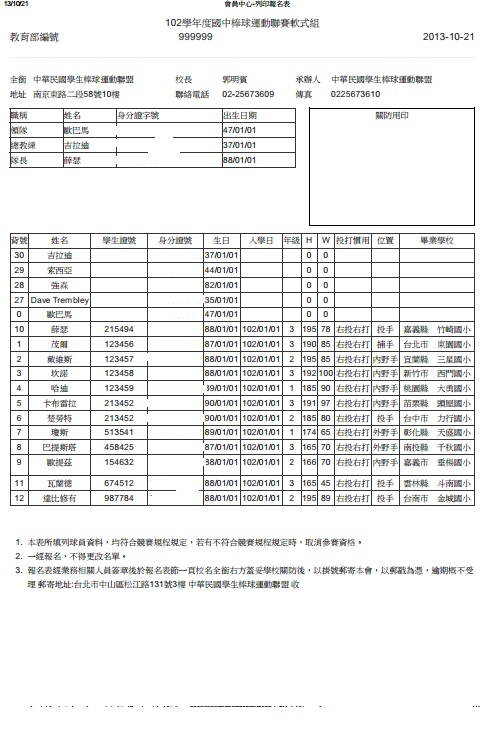 13/10/21 會員中心-列印報名表
102學年度國中棒球運動聯賽軟式組
教育部編號 999999 2013-10-21
全銜 中華民國學生棒球運動聯盟 校長 郭明賓 承辦人 中華民國學生棒球運動聯盟
地址 南京東路二段58號10樓 聯絡電話 02-25673609 傳真 0225673610
職稱 姓名 身分證字號 出生日期 關防用印
領隊 歐巴馬 47/01/01
總教練 吉拉迪 37/01/01
隊長 薛瑟 88/01/01
背號 姓名 學生證號 身分證號 生日 入學日 年級 H W 投打慣用 位置 畢業學校
30 吉拉迪 37/01/01 0 0
29 索西亞 44/01/01 0 0
28 強森 82/01/01 0 0
27 Dave Trembley 35/01/01 0 0
0 歐巴馬 47/01/01 0 0
10 薛瑟 215494 88/01/01 102/01/01 3 195 78 右投右打 投手 嘉義縣 竹崎國小
1 茂爾 123456 87/01/01 102/01/01 3 190 85 右投右打 捕手 台北市 東園國小
2 戴維斯 123457 88/01/01 102/01/01 2 195 85 右投右打 內野手 宜蘭縣 三星國小
3 坎諾 123458 88/01/01 102/01/01 3 192 100 右投右打 內野手 新竹市 西門國小
4 哈迪 123459 89/01/01 102/01/01 1 185 90 右投右打 內野手 桃園縣 大勇國小
5 卡布雷拉 213452 90/01/01 102/01/01 3 191 97 右投右打 內野手 苗栗縣 頭屋國小
6 楚勞特 213452 90/01/01 102/01/01 2 185 80 右投右打 投手 台中市 力行國小
7 瓊斯 513541 89/01/01 102/01/01 1 174 65 右投右打 外野手 彰化縣 天盛國小
8 巴提斯塔 458425 87/01/01 102/01/01 3 165 70 右投右打 外野手 南投縣 千秋國小
9 歐提茲 154632 88/01/01 102/01/01 2 166 70 右投右打 內野手 嘉義市 垂楊國小
11 瓦蘭德 674512 88/01/01 102/01/01 3 165 45 右投右打 投手 雲林縣 斗南國小
12 達比修有 987784 88/01/01 102/01/01 2 195 89 右投右打 投手 台南市 金城國小
1. 本表所填列球員資料，均符合競賽規程規定，若有不符合競賽規程規定時，取消參賽資格。
2. 一經報名，不得更改名單。
3. 報名表經業務相關人員簽章後於報名表節一頁校名全銜右方蓋妥學校關防後，以掛號郵寄本會，以郵戳為憑，逾期概不受
理 郵寄地址:台北市中山區松江路131號3樓 中華民國學生棒球運動聯盟 收